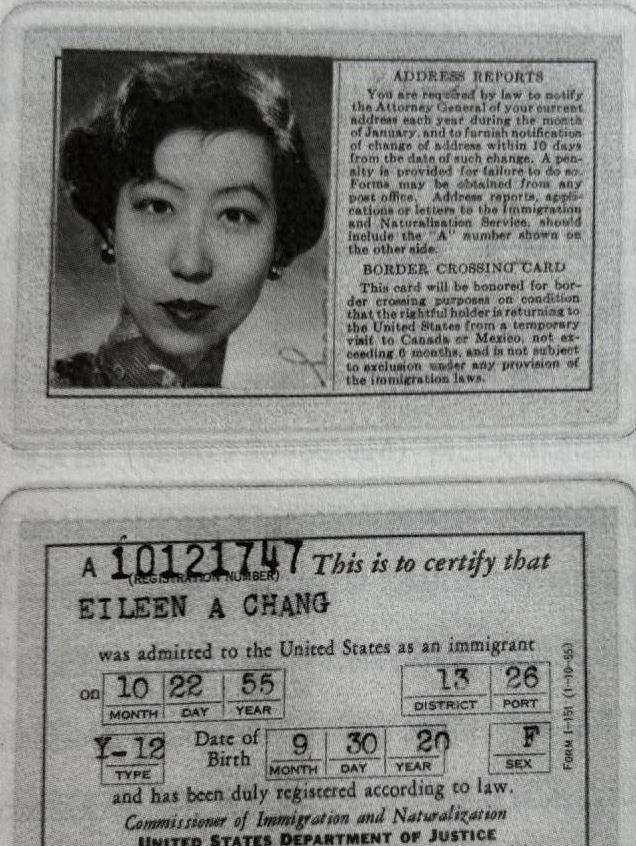 ADDRESS REPORTS
You are required by law to notify
the Attorney General of your current
address each year during the month
of January, and to furnish notification
of change of address within 10 days
from the date of such change. A pen-
alty is provided for failure to do so.
Forms may be obtained from any
post office. Address reports, appli-
cations or letters to the Immigration
and Naturalization Service, should
include the "A" number shown on
the other side.
BORDER CROSSING CARD
This card will be honored for bor-
der crossing purposes on condition
that the rightful holder is returning to
the United States from a temporary
visit to Canada or Mexico, not ex-
ceeding 6 months, and is not subject
to exclusion under any provision of
the immigration laws.
A 10121747 This is to certify that
(REGISTRATION NUMBER)
EILEEN A CHANG
was admitted to the United States as an immigrant
on 10 22 55 13 26
MONTH DAY YEAR DISTRICT PORT
Y-12 Date of Birth 9 30 20 F
TYPE MONTH DAY YEAR SEX
and has been duly registered according to law.
Commissioner of Immigration and Naturalization
UNITED STATES DEPARTMENT OF JUSTICE
FORM I-151 (1-10-55)